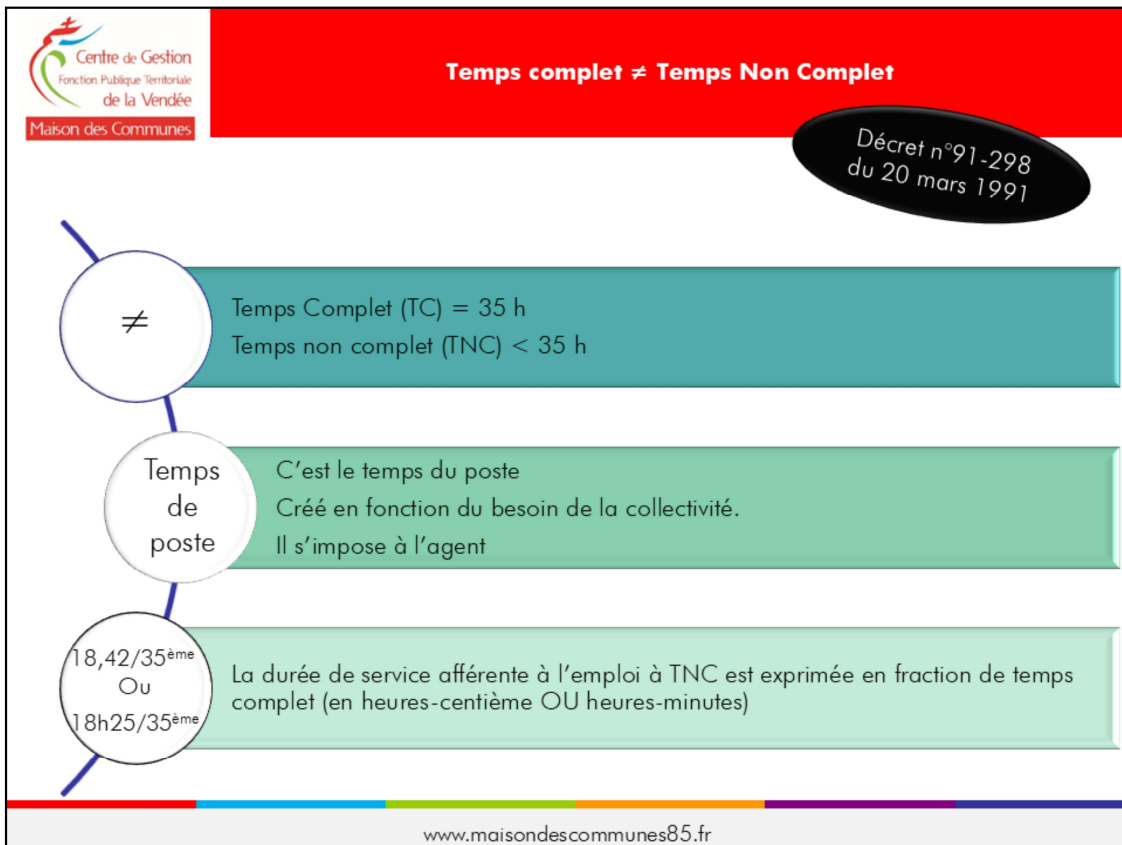 Centre de Gestion
Fonction Publique Territoriale
de la Vendée
Maison des Communes
Temps complet ≠ Temps Non Complet
Décret n°91-298
du 20 mars 1991
≠
Temps Complet (TC) = 35 h
Temps non complet (TNC) < 35 h
Temps
de
poste
C'est le temps du poste
Créé en fonction du besoin de la collectivité.
Il s'impose à l'agent
18,42/35ème
Ou
18h25/35ème
La durée de service afférente à l'emploi à TNC est exprimée en fraction de temps
complet (en heures-centième OU heures-minutes)
www.maisondescommunes85.fr